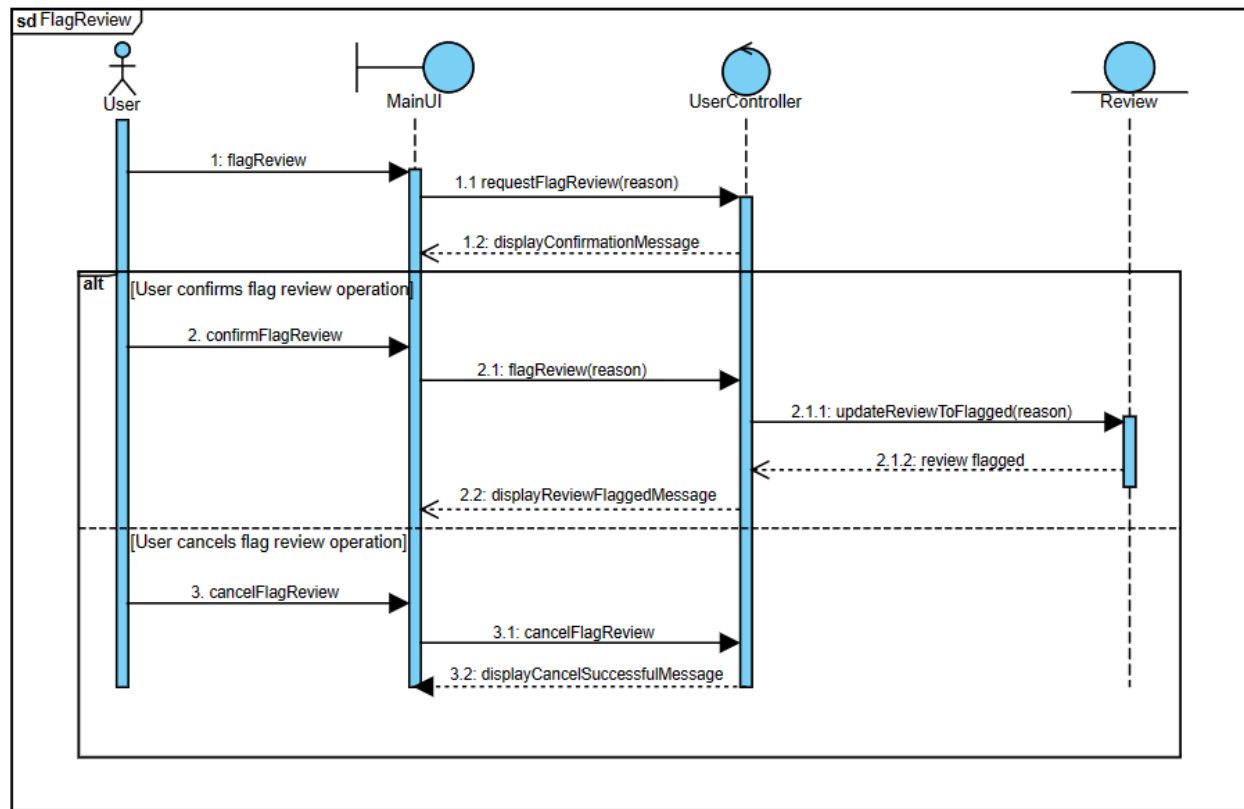 sd FlagReview
User
MainUI
UserController
Review
1: flagReview
1.1 requestFlagReview(reason)
1.2: displayConfirmationMessage
alt
[User confirms flag review operation]
2. confirmFlagReview
2.1: flagReview(reason)
2.1.1: updateReviewToFlagged(reason)
2.1.2: review flagged
2.2: displayReviewFlaggedMessage
[User cancels flag review operation]
3. cancelFlagReview
3.1: cancelFlagReview
3.2: displayCancelSuccessfulMessage